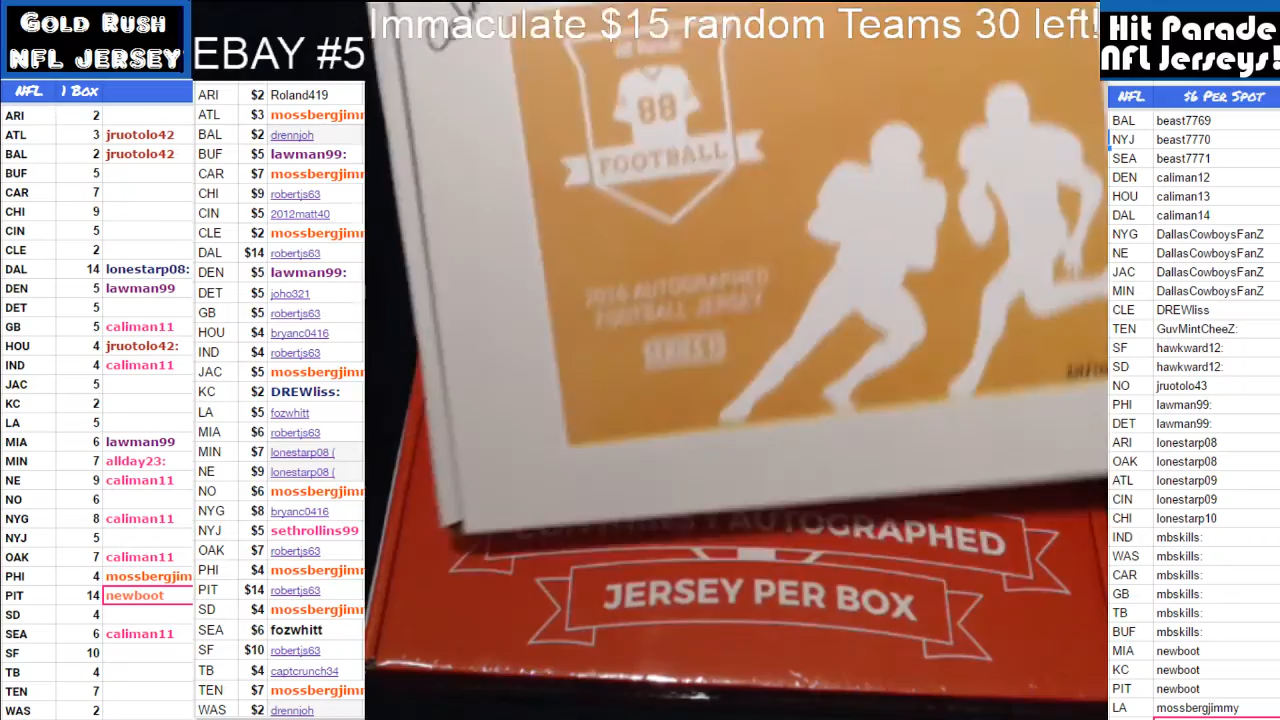 Immaculate $15 random Teams 30 left!
GOLD RUSH
NFL JERSEY
NFL 1 BOX
ARI 2
ATL 3 jruotolo42
BAL 2 jruotolo42
BUF 5
CAR 7
CHI 9
CIN 5
CLE 2
DAL 14 lonestarp08:
DEN 5 lawman99
DET 5
GB 5 caliman11
HOU 4 jruotolo42:
IND 4 caliman11
JAC 5
KC 2
LA 5
MIA 6 lawman99
MIN 7 allday23:
NE 9 caliman11
NO 6
NYG 8 caliman11
NYJ 5
OAK 7 caliman11
PHI 4 mossbergjim
PIT 14 newboot
SD 4
SEA 6 caliman11
SF 10
TB 4
TEN 7
WAS 2
EBAY #5
ARI $2 Roland419
ATL $3 mossbergjimm
BAL $2 drennjoh
BUF $5 lawman99:
CAR $7 mossbergjimm
CHI $9 robertjs63
CIN $5 2012matt40
CLE $2 mossbergjimm
DAL $14 robertjs63
DEN $5 lawman99:
DET $5 joho321
GB $5 robertjs63
HOU $4 bryanc0416
IND $4 robertjs63
JAC $5 mossbergjimm
KC $2 DREWliss:
LA $5 fozwhitt
MIA $6 robertjs63
MIN $7 lonestarp08 (
NE $9 lonestarp08 (
NO $6 mossbergjimm
NYG $8 bryanc0416
NYJ $5 sethrollins99
OAK $7 robertjs63
PHI $4 mossbergjimm
PIT $14 robertjs63
SD $4 mossbergjimm
SEA $6 fozwhitt
SF $10 robertjs63
TB $4 captcrunch34
TEN $7 mossbergjimm
WAS $2 drennjoh
88
FOOTBALL
2016 AUTOGRAPHED
FOOTBALL JERSEY
AUTOGRAPHED
JERSEY PER BOX
Hit Parade
NFL Jerseys!
NFL $6 PER SPOT
BAL beast7769
NYJ beast7770
SEA beast7771
DEN caliman12
HOU caliman13
DAL caliman14
NYG DallasCowboysFanZ
NE DallasCowboysFanZ
JAC DallasCowboysFanZ
MIN DallasCowboysFanZ
CLE DREWliss
TEN GuvMintCheeZ:
SF hawkward12:
SD hawkward12:
NO jruotolo43
PHI lawman99:
DET lawman99:
ARI lonestarp08
OAK lonestarp08
ATL lonestarp09
CIN lonestarp09
CHI lonestarp10
IND mbskills:
WAS mbskills:
CAR mbskills:
GB mbskills:
TB mbskills:
BUF mbskills:
MIA newboot
KC newboot
PIT newboot
LA mossbergjimmy